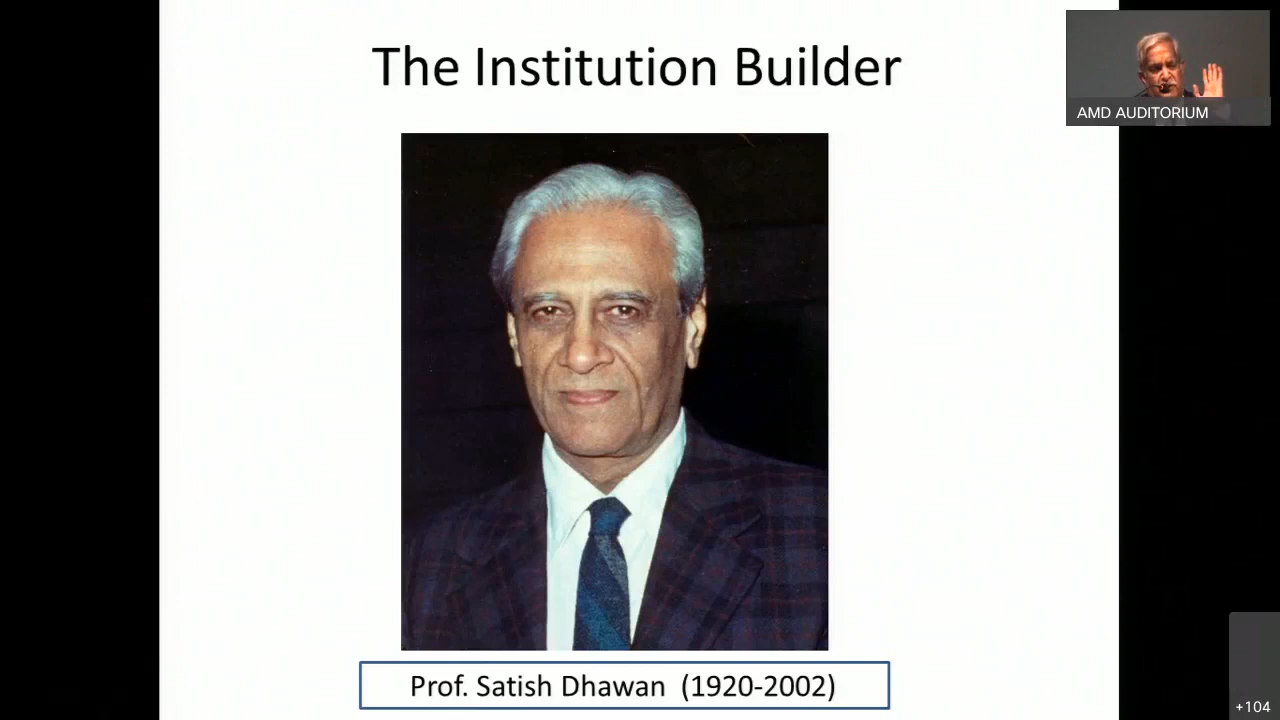 The Institution Builder
AMD AUDITORIUM
Prof. Satish Dhawan (1920-2002)
+104